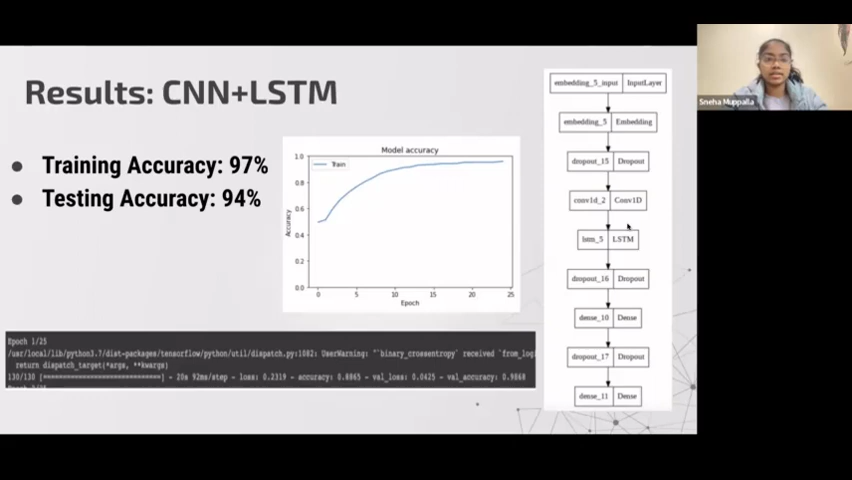 Results: CNN+LSTM
● Training Accuracy: 97%
● Testing Accuracy: 94%
Model accuracy
Train
1.0
0.8
0.6
0.4
0.2
0.0
Accuracy
0 5 10 15 20 25
Epoch
embedding_5_input InputLayer
embedding_5 Embedding
dropout_15 Dropout
conv1d_2 Conv1D
lstm_5 LSTM
dropout_16 Dropout
dense_10 Dense
dropout_17 Dropout
dense_11 Dense
Epoch 1/25
/usr/local/lib/python3.7/dist-packages/tensorflow/python/util/dispatch.py:1082: UserWarning: "`binary_crossentropy` received `from_log
return dispatch_target(*args, **kwargs)
130/130 [==============================] - 20s 92ms/step - loss: 0.2319 - accuracy: 0.8865 - val_loss: 0.0425 - val_accuracy: 0.9868
Sneha Muppalla